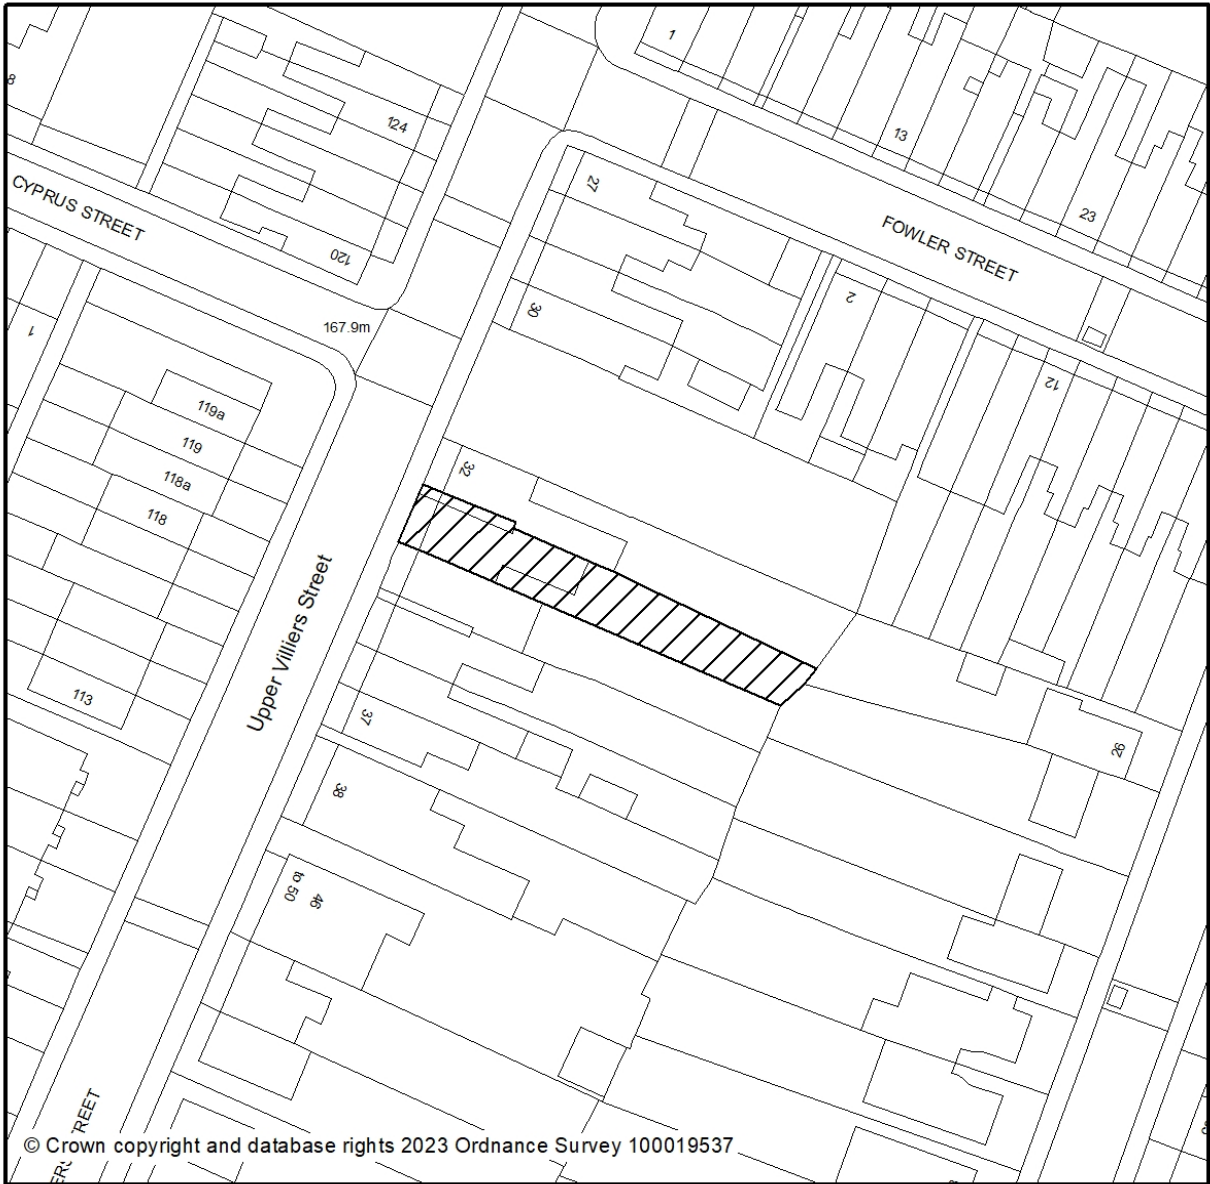 1
8
124
13
27
CYPRUS STREET
23
FOWLER STREET
120
2
30
167.9m
1
12
119a
119
32
118a
118
Upper Villiers Street
113
37
26
38
46
to 50
© Crown copyright and database rights 2023 Ordnance Survey 100019537